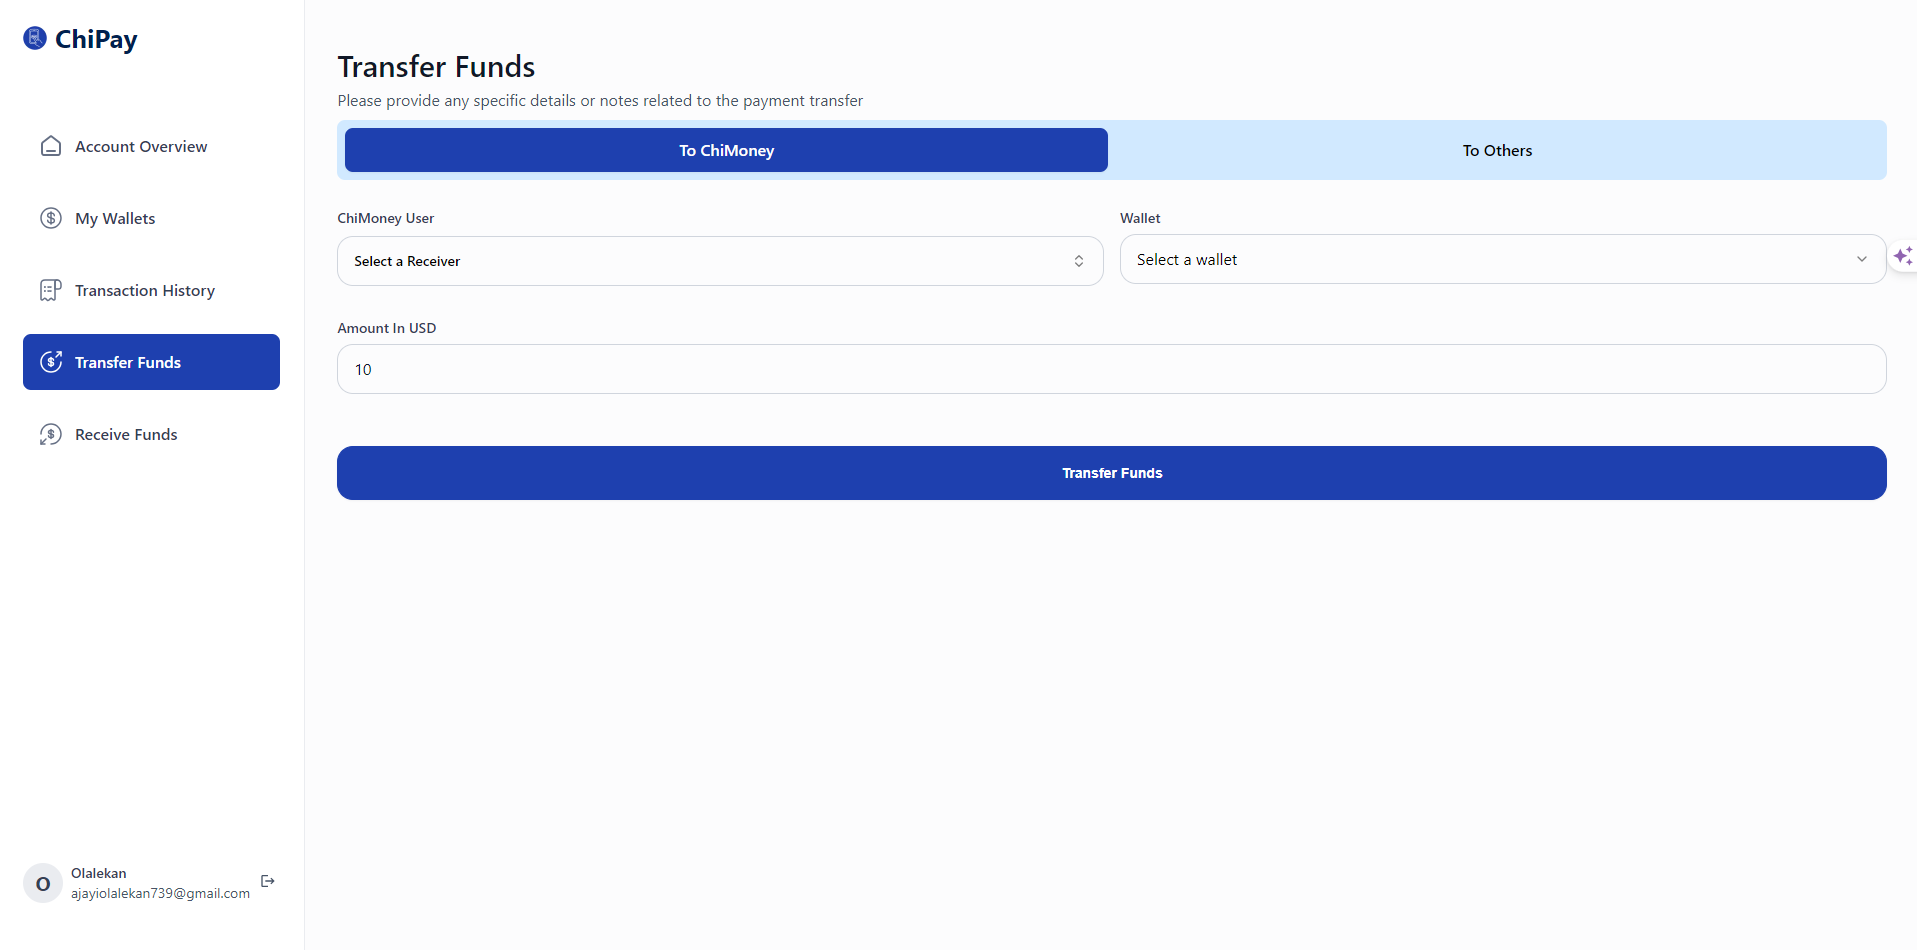 ChiPay
Account Overview
My Wallets
Transaction History
Transfer Funds
Receive Funds
O
Olalekan
ajayiolalekan739@gmail.com
Transfer Funds
Please provide any specific details or notes related to the payment transfer
To ChiMoney
To Others
ChiMoney User
Select a Receiver
Wallet
Select a wallet
Amount In USD
10
Transfer Funds